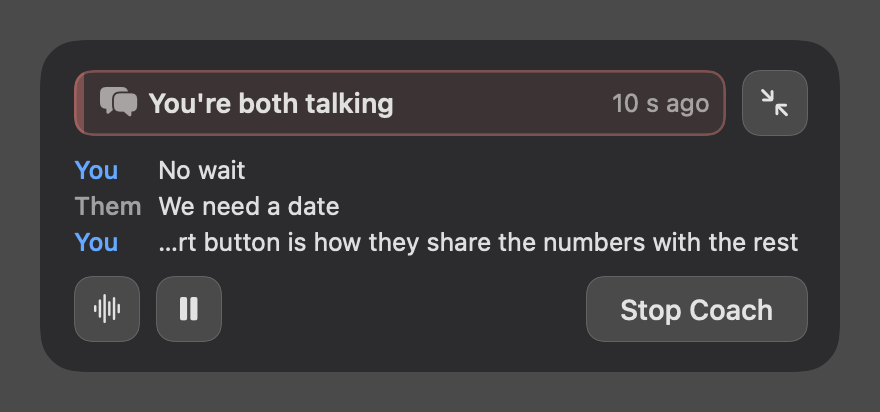 You're both talking 10 s ago
You No wait
Them We need a date
You ...rt button is how they share the numbers with the rest
Stop Coach